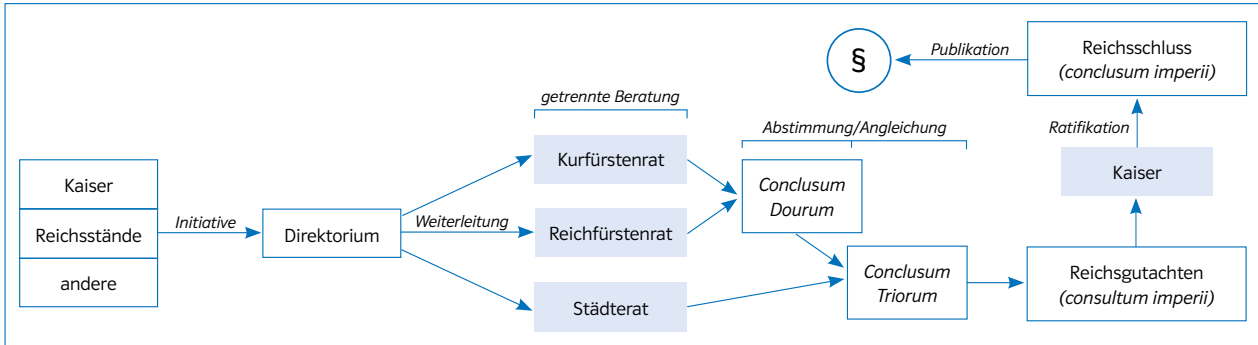 Kaiser
Reichsstände
andere
Initiative
Direktorium
Weiterleitung
getrennte Beratung
Kurfürstenrat
Reichfürstenrat
Städterat
Abstimmung/Angleichung
Conclusum
Dourum
Conclusum
Triorum
Reichsgutachten
(consultum imperii)
Kaiser
Ratifikation
Reichsschluss
(conclusum imperii)
Publikation
§